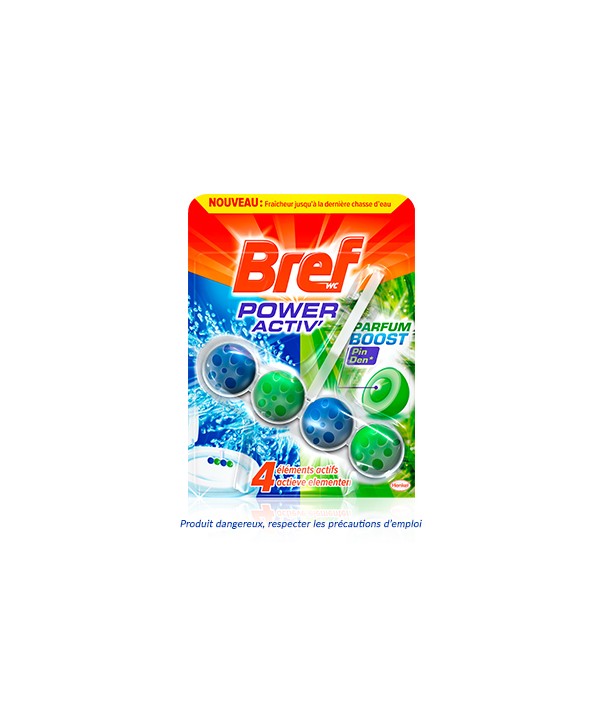 NOUVEAU : Fraîcheur jusqu'à la dernière chasse d'eau
Bref
WC
POWER
ACTIV'
PARFUM
BOOST
Pin
Den*
4 éléments actifs
actieve elementen
Henkel
Produit dangereux, respecter les précautions d'emploi